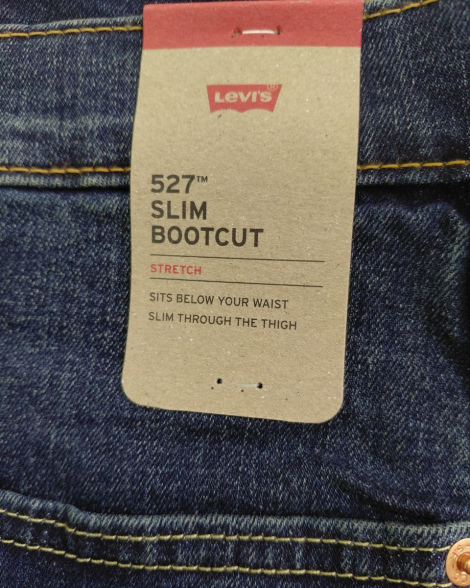 Levi's®
527™
SLIM
BOOTCUT
STRETCH
SITS BELOW YOUR WAIST
SLIM THROUGH THE THIGH